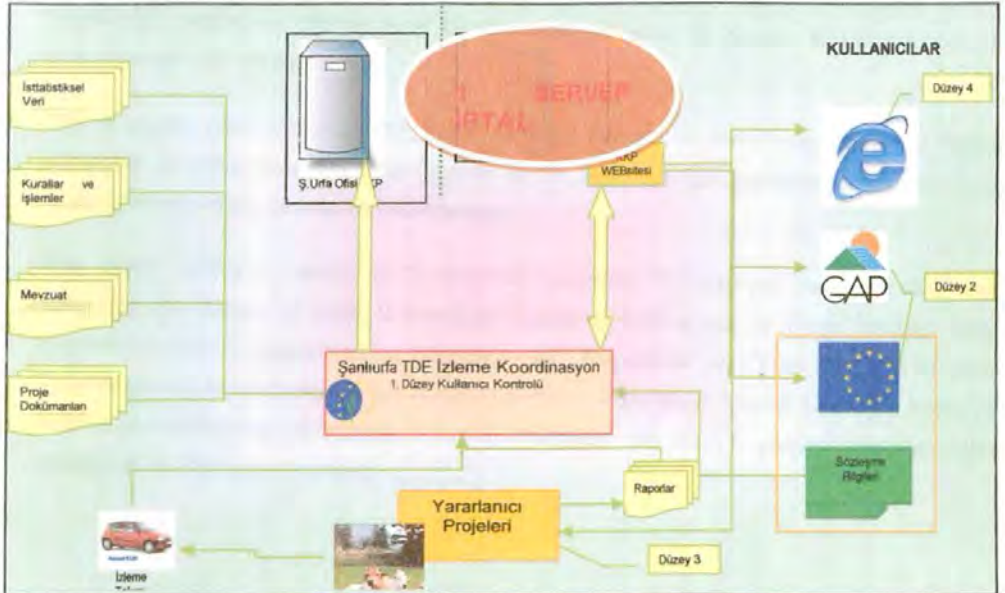 KULLANICILAR
İsttatistiksel
Veri
Kurallar ve
işlemler
Mevzuat
Proje
Dokümanları
Ş.Urfa Ofisi
SERVER
İPTAL
WEBsitesi
Düzey 4
GAP
Düzey 2
Şanlıurfa TDE İzleme Koordinasyon
1. Düzey Kullanıcı Kontrolü
Sözleşme
Bilgileri
Raporlar
Yararlanıcı
Projeleri
Düzey 3
İzleme